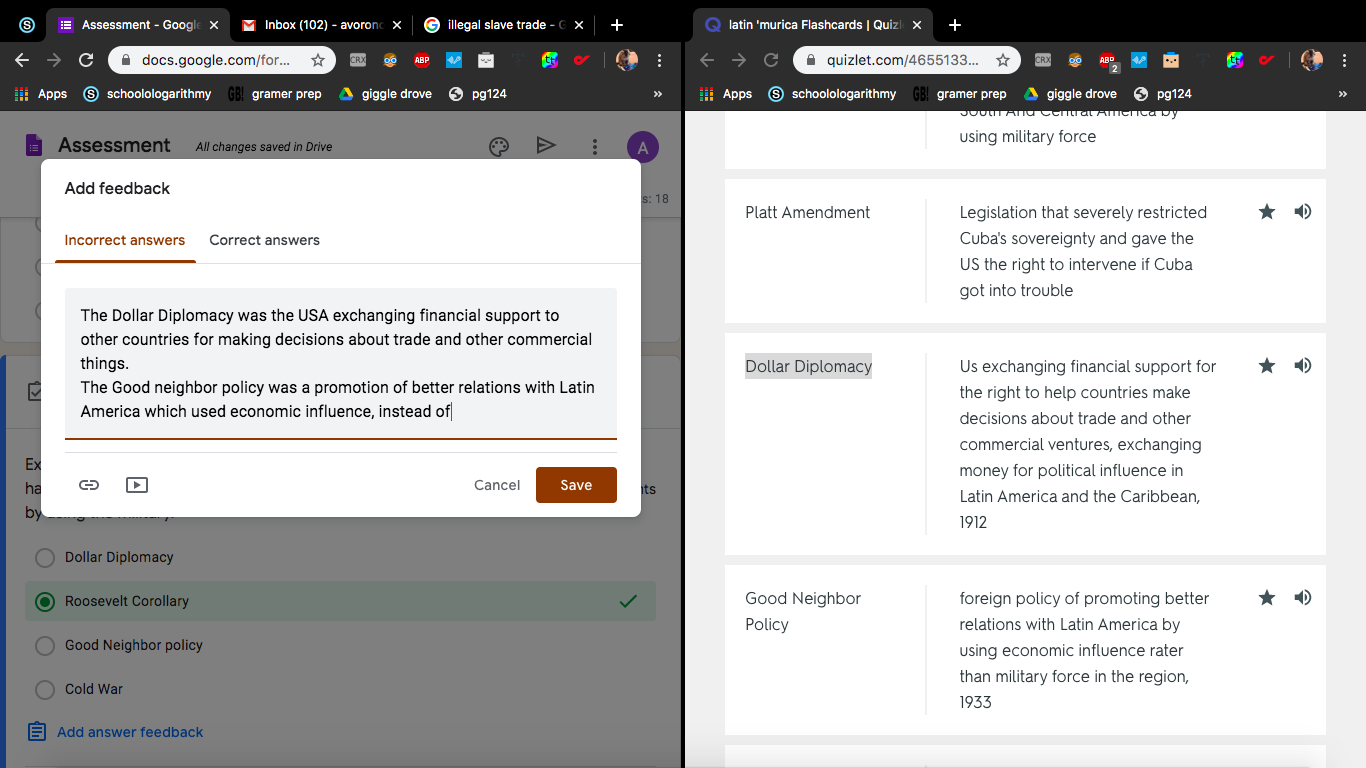 Assessment - Google
Inbox (102) - avorono
illegal slave trade - G
docs.google.com/for...
CRX
ABP
Apps
schoolologarithmy
GB!
gramer prep
giggle drove
pg124
»
Assessment
All changes saved in Drive
A
s: 18
Add feedback
Incorrect answers
Correct answers
The Dollar Diplomacy was the USA exchanging financial support to
other countries for making decisions about trade and other commercial
things.
The Good neighbor policy was a promotion of better relations with Latin
America which used economic influence, instead of
Cancel
Save
Ex
ha
nts
by using the military.
Dollar Diplomacy
Roosevelt Corollary
Good Neighbor policy
Cold War
Add answer feedback
latin 'murica Flashcards | Quizl
quizlet.com/4655133...
CRX
ABP
2
Apps
schoolologarithmy
GB!
gramer prep
giggle drove
pg124
»
South And Central America by
using military force
Platt Amendment
Legislation that severely restricted
Cuba's sovereignty and gave the
US the right to intervene if Cuba
got into trouble
Dollar Diplomacy
Us exchanging financial support for
the right to help countries make
decisions about trade and other
commercial ventures, exchanging
money for political influence in
Latin America and the Caribbean,
1912
Good Neighbor
Policy
foreign policy of promoting better
relations with Latin America by
using economic influence rater
than military force in the region,
1933